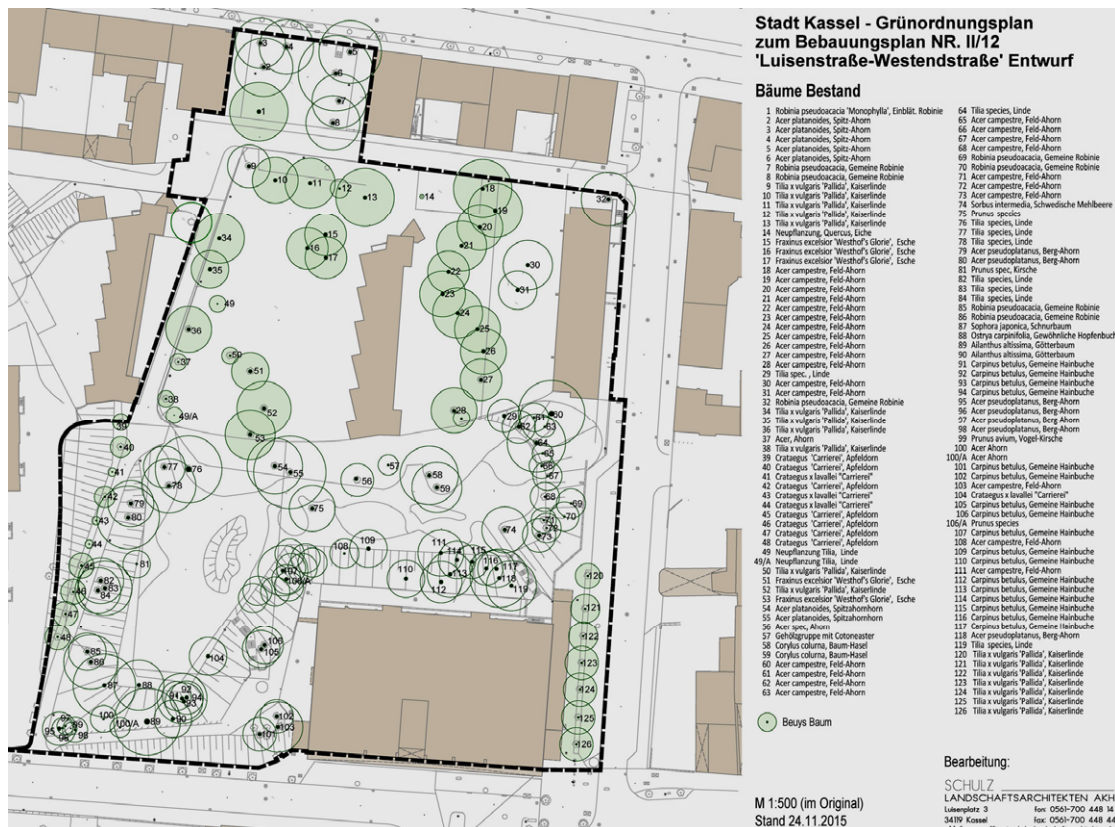 Stadt Kassel - Grünordnungsplan
zum Bebauungsplan NR. II/12
'Luisenstraße-Westendstraße' Entwurf
Bäume Bestand
1 Robinia pseudoacacia 'Monophylla', Einblät. Robinie
2 Acer platanoides, Spitz-Ahorn
3 Acer platanoides, Spitz-Ahorn
4 Acer platanoides, Spitz-Ahorn
5 Acer platanoides, Spitz-Ahorn
6 Acer platanoides, Spitz-Ahorn
7 Robinia pseudoacacia, Gemeine Robinie
8 Robinia pseudoacacia, Gemeine Robinie
9 Tilia x vulgaris 'Pallida', Kaiserlinde
10 Tilia x vulgaris 'Pallida', Kaiserlinde
11 Tilia x vulgaris 'Pallida', Kaiserlinde
12 Tilia x vulgaris 'Pallida', Kaiserlinde
13 Tilia x vulgaris 'Pallida', Kaiserlinde
14 Neupflanzung, Quercus, Eiche
15 Fraxinus excelsior 'Westhof's Glorie', Esche
16 Fraxinus excelsior 'Westhof's Glorie', Esche
17 Fraxinus excelsior 'Westhof's Glorie', Esche
18 Acer campestre, Feld-Ahorn
19 Acer campestre, Feld-Ahorn
20 Acer campestre, Feld-Ahorn
21 Acer campestre, Feld-Ahorn
22 Acer campestre, Feld-Ahorn
23 Acer campestre, Feld-Ahorn
24 Acer campestre, Feld-Ahorn
25 Acer campestre, Feld-Ahorn
26 Acer campestre, Feld-Ahorn
27 Acer campestre, Feld-Ahorn
28 Acer campestre, Feld-Ahorn
29 Tilia spec. , Linde
30 Acer campestre, Feld-Ahorn
31 Acer campestre, Feld-Ahorn
32 Robinia pseudoacacia, Gemeine Robinie
34 Tilia x vulgaris 'Pallida', Kaiserlinde
35 Tilia x vulgaris 'Pallida', Kaiserlinde
36 Tilia x vulgaris 'Pallida', Kaiserlinde
37 Acer, Ahorn
38 Tilia x vulgaris 'Pallida', Kaiserlinde
39 Crataegus 'Carrierei', Apfeldorn
40 Crataegus 'Carrierei', Apfeldorn
41 Crataegus x lavallei "Carrierei"
42 Crataegus 'Carrierei', Apfeldorn
43 Crataegus x lavallei "Carrierei"
44 Crataegus x lavallei "Carrierei"
45 Crataegus 'Carrierei', Apfeldorn
46 Crataegus 'Carrierei', Apfeldorn
47 Crataegus 'Carrierei', Apfeldorn
48 Crataegus 'Carrierei', Apfeldorn
49 Neupflanzung Tilia, Linde
49/A Neupflanzung Tilia, Linde
50 Tilia x vulgaris 'Pallida', Kaiserlinde
51 Fraxinus excelsior 'Westhof's Glorie', Esche
52 Tilia x vulgaris 'Pallida', Kaiserlinde
53 Fraxinus excelsior 'Westhof's Glorie', Esche
54 Acer platanoides, Spitzahornhorn
55 Acer platanoides, Spitzahornhorn
56 Acer spec, Ahorn
57 Gehölzgruppe mit Cotoneaster
58 Corylus colurna, Baum-Hasel
59 Corylus colurna, Baum-Hasel
60 Acer campestre, Feld-Ahorn
61 Acer campestre, Feld-Ahorn
62 Acer campestre, Feld-Ahorn
63 Acer campestre, Feld-Ahorn
64 Tilia species, Linde
65 Acer campestre, Feld-Ahorn
66 Acer campestre, Feld-Ahorn
67 Acer campestre, Feld-Ahorn
68 Acer campestre, Feld-Ahorn
69 Robinia pseudoacacia, Gemeine Robinie
70 Robinia pseudoacacia, Gemeine Robinie
71 Acer campestre, Feld-Ahorn
72 Acer campestre, Feld-Ahorn
73 Acer campestre, Feld-Ahorn
74 Sorbus intermedia, Schwedische Mehlbeere
75 Prunus species
76 Tilia species, Linde
77 Tilia species, Linde
78 Tilia species, Linde
79 Acer pseudoplatanus, Berg-Ahorn
80 Acer pseudoplatanus, Berg-Ahorn
81 Prunus spec, Kirsche
82 Tilia species, Linde
83 Tilia species, Linde
84 Tilia species, Linde
85 Robinia pseudoacacia, Gemeine Robinie
86 Robinia pseudoacacia, Gemeine Robinie
87 Sophora japonica, Schnurbaum
88 Ostrya carpinifolia, Gewöhnliche Hopfenbuch
89 Ailanthus altissima, Götterbaum
90 Ailanthus altissima, Götterbaum
91 Carpinus betulus, Gemeine Hainbuche
92 Carpinus betulus, Gemeine Hainbuche
93 Carpinus betulus, Gemeine Hainbuche
94 Carpinus betulus, Gemeine Hainbuche
95 Acer pseudoplatanus, Berg-Ahorn
96 Acer pseudoplatanus, Berg-Ahorn
97 Acer pseudoplatanus, Berg Ahorn
98 Acer pseudoplatanus, Berg-Ahorn
99 Prunus avium, Vogel-Kirsche
100 Acer Ahorn
100/A Acer Ahorn
101 Carpinus betulus, Gemeine Hainbuche
102 Carpinus betulus, Gemeine Hainbuche
103 Acer campestre, Feld-Ahorn
104 Crataegus x lavallei "Carrierei"
105 Carpinus betulus, Gemeine Hainbuche
106 Carpinus betulus, Gemeine Hainbuche
106/A Prunus species
107 Carpinus betulus, Gemeine Hainbuche
108 Acer campestre, Feld-Ahorn
109 Carpinus betulus, Gemeine Hainbuche
110 Carpinus betulus, Gemeine Hainbuche
111 Acer campestre, Feld-Ahorn
112 Carpinus betulus, Gemeine Hainbuche
113 Carpinus betulus, Gemeine Hainbuche
114 Carpinus betulus, Gemeine Hainbuche
115 Carpinus betulus, Gemeine Hainbuche
116 Carpinus betulus, Gemeine Hainbuche
117 Carpinus betulus, Gemeine Hainbuche
118 Acer pseudoplatanus, Berg-Ahorn
119 Tilia species, Linde
120 Tilia x vulgaris 'Pallida', Kaiserlinde
121 Tilia x vulgaris 'Pallida', Kaiserlinde
122 Tilia x vulgaris 'Pallida', Kaiserlinde
123 Tilia x vulgaris 'Pallida', Kaiserlinde
124 Tilia x vulgaris 'Pallida', Kaiserlinde
125 Tilia x vulgaris 'Pallida', Kaiserlinde
126 Tilia x vulgaris 'Pallida', Kaiserlinde
Beuys Baum
M 1:500 (im Original)
Stand 24.11.2015
Bearbeitung:
SCHULZ
LANDSCHAFTSARCHITEKTEN AKH
Luisenplatz 3 fon: 0561-700 448 14
34119 Kassel fax: 0561-700 448 44